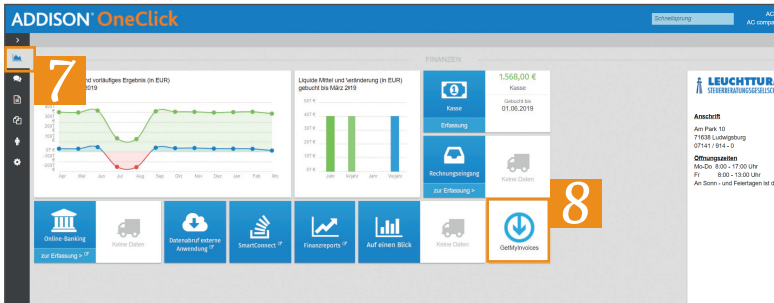 ADDISON OneClick
Schnellsprung
7
FINANZEN
vorläufiges Ergebnis (in EUR)
2019
Apr Mai Jun Jul Aug Sep Okt Nov Dez Jan Feb
Liquide Mittel und Veränderung (in EUR)
gebucht bis März 2019
Kasse
Erfassung
1.568,00 €
Kasse
Gebucht bis
01.06.2019
Rechnungseingang
zur Erfassung >
Keine Daten
8
Online-Banking
zur Erfassung >
Keine Daten
Datenabruf externe
Anwendung
SmartConnect
Finanzreports
Auf einen Blick
Keine Daten
GetMyInvoices
LEUCHTTUR
STEUERBERATUNGSGESELLSCH
Anschrift
Am Park 10
71638 Ludwigsburg
07141 / 914 - 0
Öffnungszeiten
Mo-Do 8:00 - 17:00 Uhr
Fr 8:00 - 13:00 Uhr
An Sonn - und Feiertagen ist d